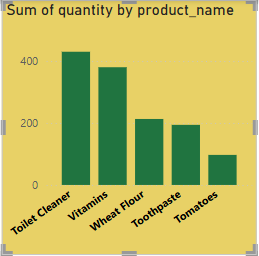 Sum of quantity by product_name
400
200
0
Toilet Cleaner
Vitamins
Wheat Flour
Toothpaste
Tomatoes